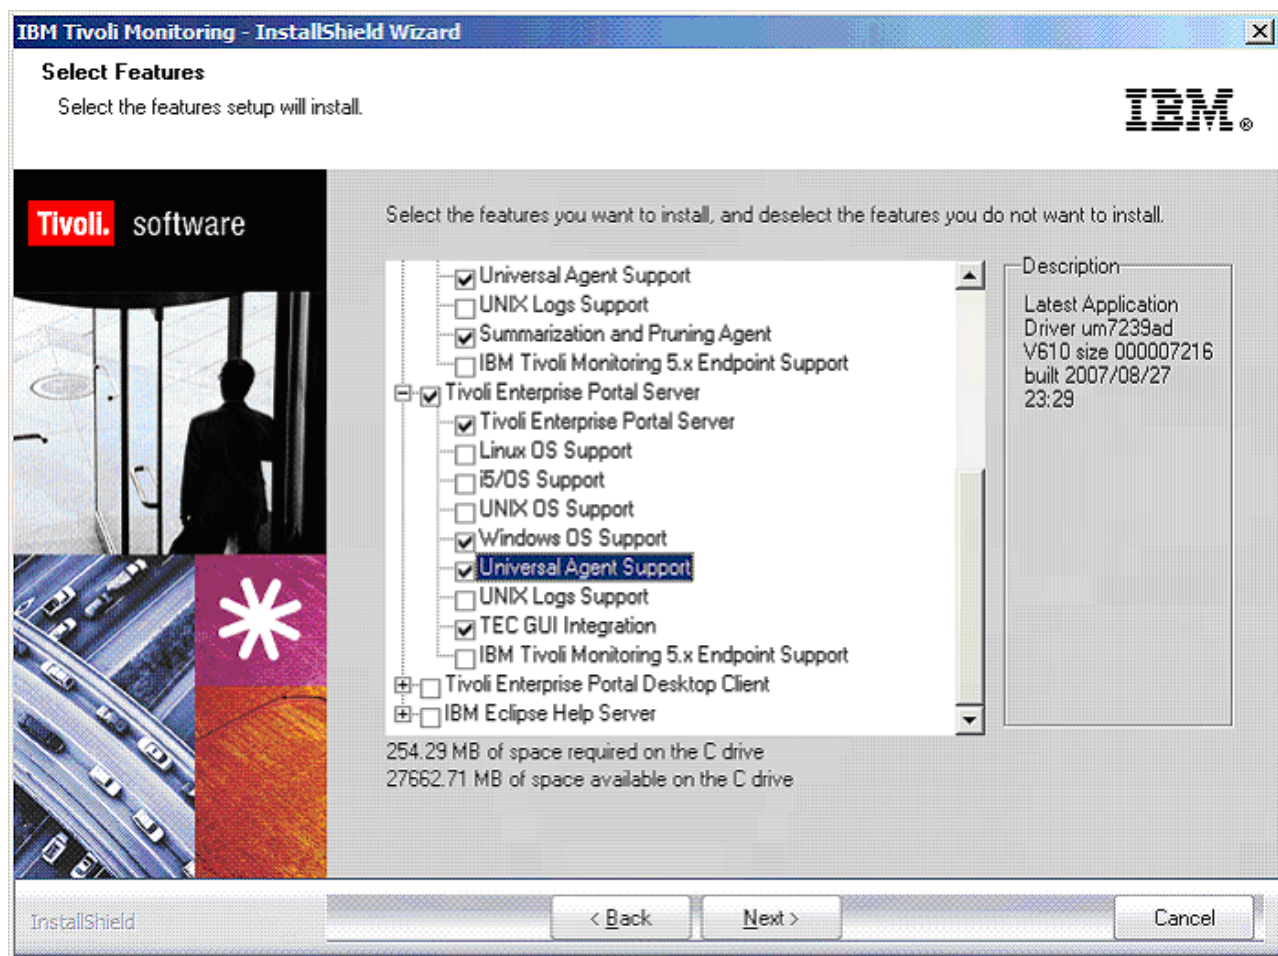 IBM Tivoli Monitoring - InstallShield Wizard
Select Features
Select the features setup will install.
IBM®
Tivoli. software
Select the features you want to install, and deselect the features you do not want to install.
Universal Agent Support
UNIX Logs Support
Summarization and Pruning Agent
IBM Tivoli Monitoring 5.x Endpoint Support
Tivoli Enterprise Portal Server
Tivoli Enterprise Portal Server
Linux OS Support
i5/OS Support
UNIX OS Support
Windows OS Support
Universal Agent Support
UNIX Logs Support
TEC GUI Integration
IBM Tivoli Monitoring 5.x Endpoint Support
Tivoli Enterprise Portal Desktop Client
IBM Eclipse Help Server
Description
Latest Application
Driver um7239ad
V610 size 000007216
built 2007/08/27
23:29
254.29 MB of space required on the C drive
27662.71 MB of space available on the C drive
InstallShield
< Back
Next >
Cancel